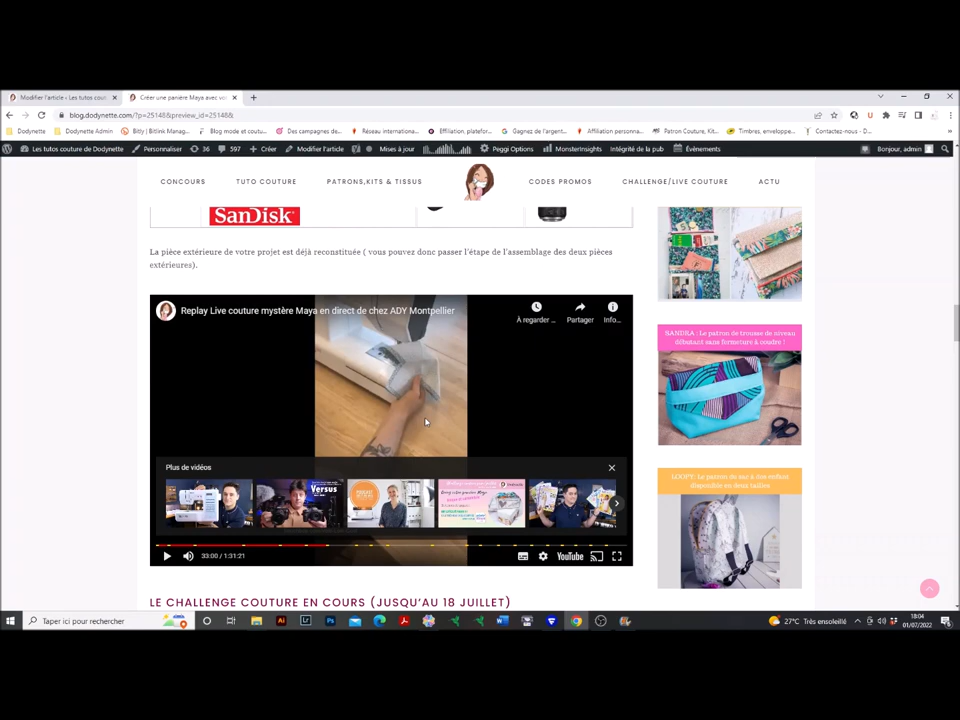 Modifier l'article ‹ Les tutos cout
Créer une panière Maya avec vo
blog.dodynette.com/?p=25148&preview_id=25148&
Dodynette
Dodynette Admin
Bitly | Bitlink Manag...
Blog mode et coutu...
Des campagnes de...
Réseau internationa...
Effiliation, platefor...
Gagnez de l'argent...
Affiliation personne...
Patron Couture, Kit...
Timbres, enveloppe...
Contactez-nous - D...
Les tutos couture de Dodynette
Personnaliser
36
597
Créer
Modifier l'article
Mises à jour
Peggi Options
MonsterInsights
Intégrité de la pub
Évènements
Bonjour, admin
CONCOURS
TUTO COUTURE
PATRONS,KITS & TISSUS
CODES PROMOS
CHALLENGE/LIVE COUTURE
ACTU
SanDisk
La pièce extérieure de votre projet est déjà reconstituée ( vous pouvez donc passer l'étape de l'assemblage des deux pièces
extérieures).
Replay Live couture mystère Maya en direct de chez ADY Montpellier
À regarder ...
Partager
Info...
Plus de vidéos
Versus
33:00 / 1:31:21
YouTube
SANDRA : Le patron de trousse de niveau
débutant sans fermeture à coudre !
LOOPY: Le patron de sac à dos enfant
disponible en deux tailles
LE CHALLENGE COUTURE EN COURS (JUSQU'AU 18 JUILLET)
Taper ici pour rechercher
27°C Très ensoleillé
18:04
01/07/2022